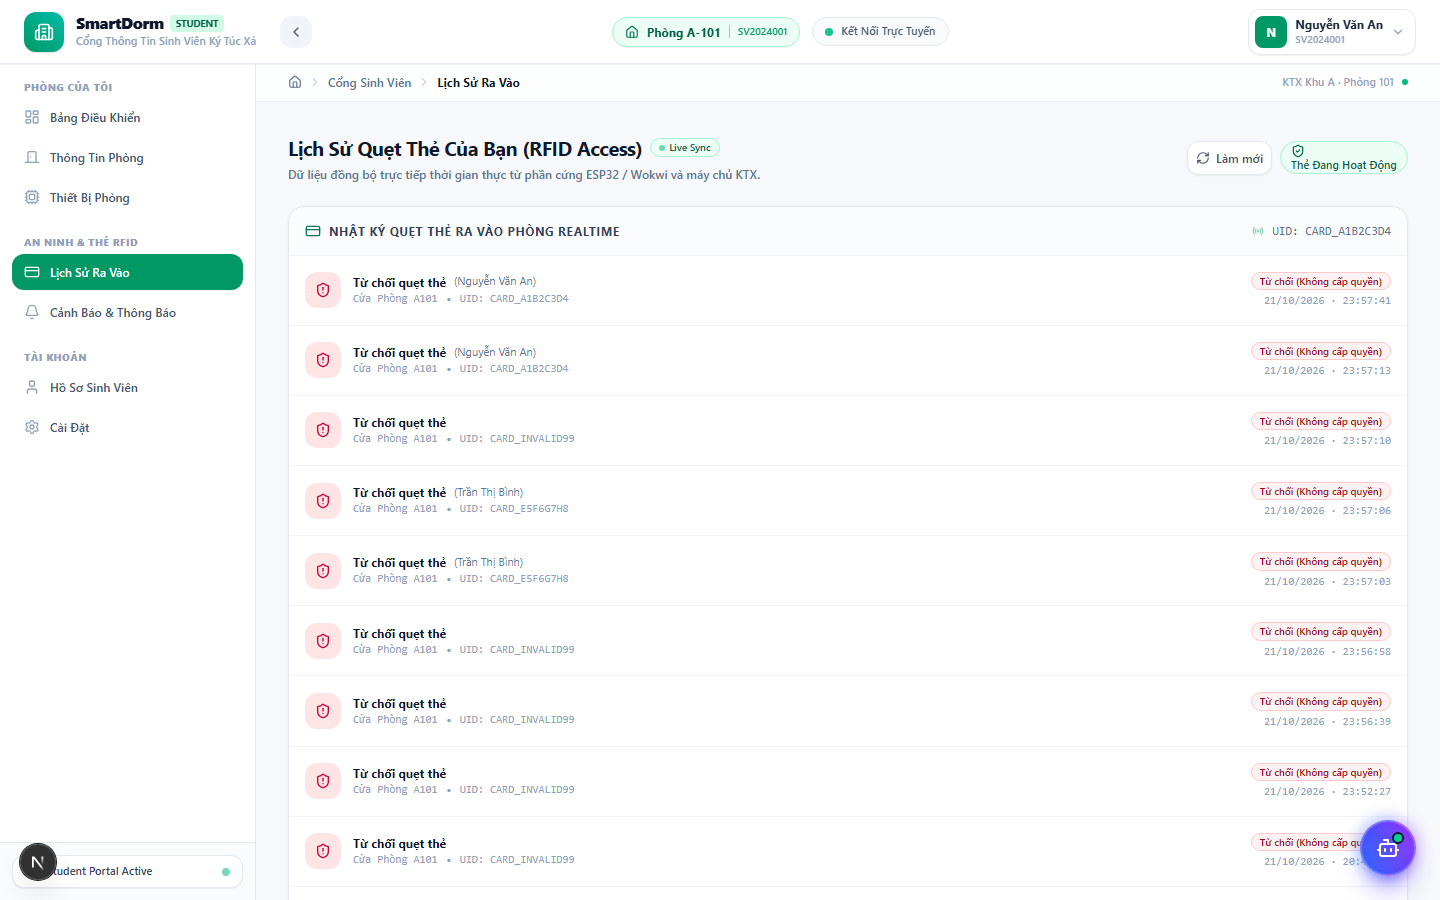 SmartDorm STUDENT
Cổng Thông Tin Sinh Viên Ký Túc Xá
Phòng A-101 SV2024001
Kết Nối Trực Tuyến
N
Nguyễn Văn An
SV2024001
PHÒNG CỦA TÔI
Bảng Điều Khiển
Thông Tin Phòng
Thiết Bị Phòng
AN NINH & THẺ RFID
Lịch Sử Ra Vào
Cảnh Báo & Thông Báo
TÀI KHOẢN
Hồ Sơ Sinh Viên
Cài Đặt
N
tudent Portal Active
Cổng Sinh Viên Lịch Sử Ra Vào
KTX Khu A · Phòng 101
Lịch Sử Quẹt Thẻ Của Bạn (RFID Access) Live Sync
Dữ liệu đồng bộ trực tiếp thời gian thực từ phần cứng ESP32 / Wokwi và máy chủ KTX.
Làm mới
Thẻ Đang Hoạt Động
NHẬT KÝ QUẸT THẺ RA VÀO PHÒNG REALTIME
UID: CARD_A1B2C3D4
Từ chối quẹt thẻ (Nguyễn Văn An)
Cửa Phòng A101 • UID: CARD_A1B2C3D4
Từ chối (Không cấp quyền)
21/10/2026 · 23:57:41
Từ chối quẹt thẻ (Nguyễn Văn An)
Cửa Phòng A101 • UID: CARD_A1B2C3D4
Từ chối (Không cấp quyền)
21/10/2026 · 23:57:13
Từ chối quẹt thẻ
Cửa Phòng A101 • UID: CARD_INVALID99
Từ chối (Không cấp quyền)
21/10/2026 · 23:57:10
Từ chối quẹt thẻ (Trần Thị Bình)
Cửa Phòng A101 • UID: CARD_E5F6G7H8
Từ chối (Không cấp quyền)
21/10/2026 · 23:57:06
Từ chối quẹt thẻ (Trần Thị Bình)
Cửa Phòng A101 • UID: CARD_E5F6G7H8
Từ chối (Không cấp quyền)
21/10/2026 · 23:57:03
Từ chối quẹt thẻ
Cửa Phòng A101 • UID: CARD_INVALID99
Từ chối (Không cấp quyền)
21/10/2026 · 23:56:58
Từ chối quẹt thẻ
Cửa Phòng A101 • UID: CARD_INVALID99
Từ chối (Không cấp quyền)
21/10/2026 · 23:56:39
Từ chối quẹt thẻ
Cửa Phòng A101 • UID: CARD_INVALID99
Từ chối (Không cấp quyền)
21/10/2026 · 23:52:27
Từ chối quẹt thẻ
Cửa Phòng A101 • UID: CARD_INVALID99
Từ chối (Không cấp qu
21/10/2026 · 20: